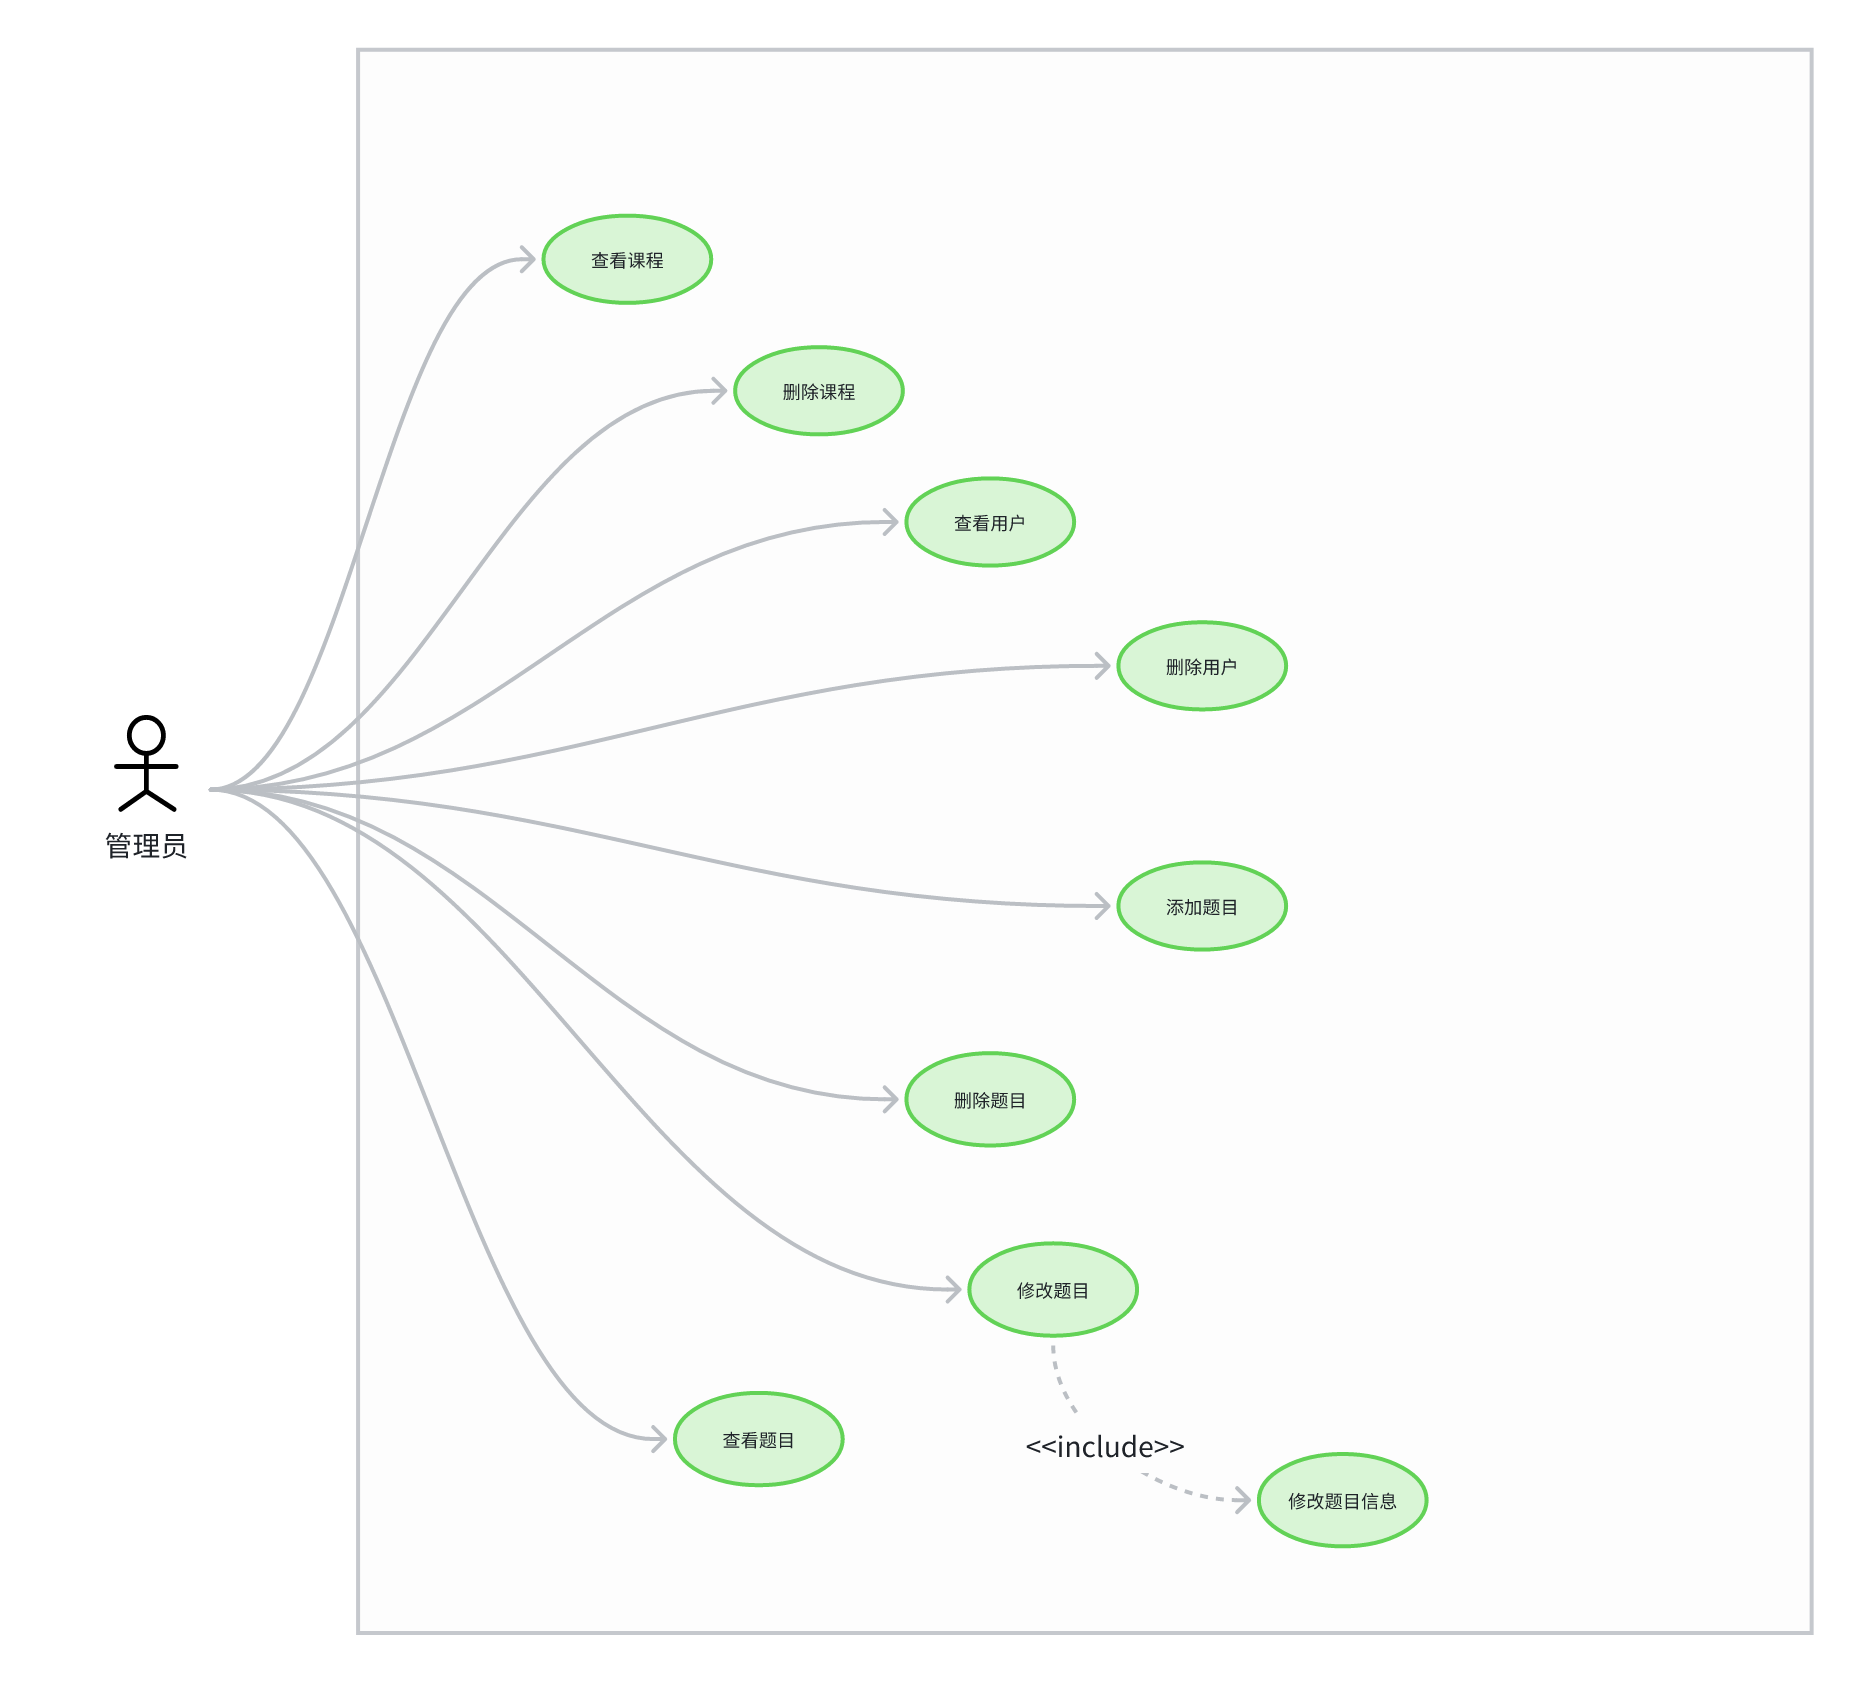 查看课程
删除课程
查看用户
删除用户
管理员
添加题目
删除题目
修改题目
查看题目
<<include>>
修改题目信息